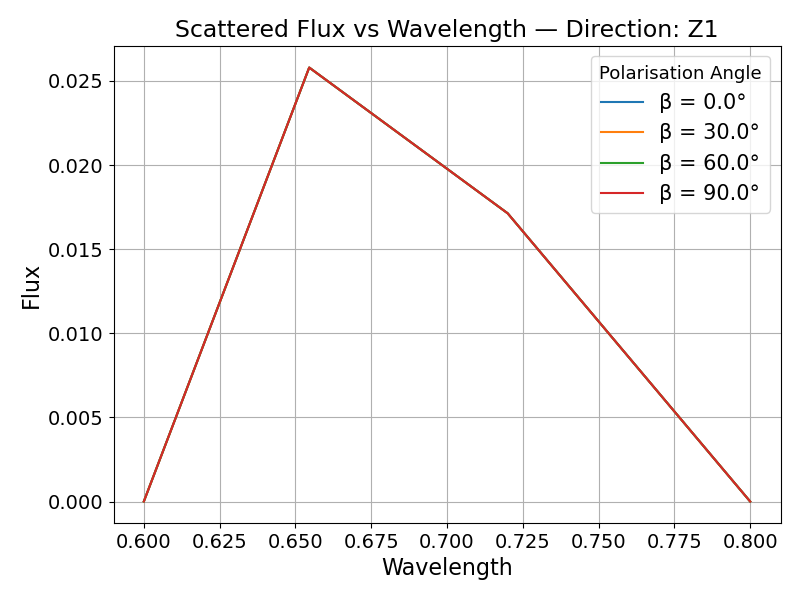 Scattered Flux vs Wavelength — Direction: Z1
Polarisation Angle
β = 0.0°
β = 30.0°
β = 60.0°
β = 90.0°
Flux
0.025
0.020
0.015
0.010
0.005
0.000
0.600 0.625 0.650 0.675 0.700 0.725 0.750 0.775 0.800
Wavelength